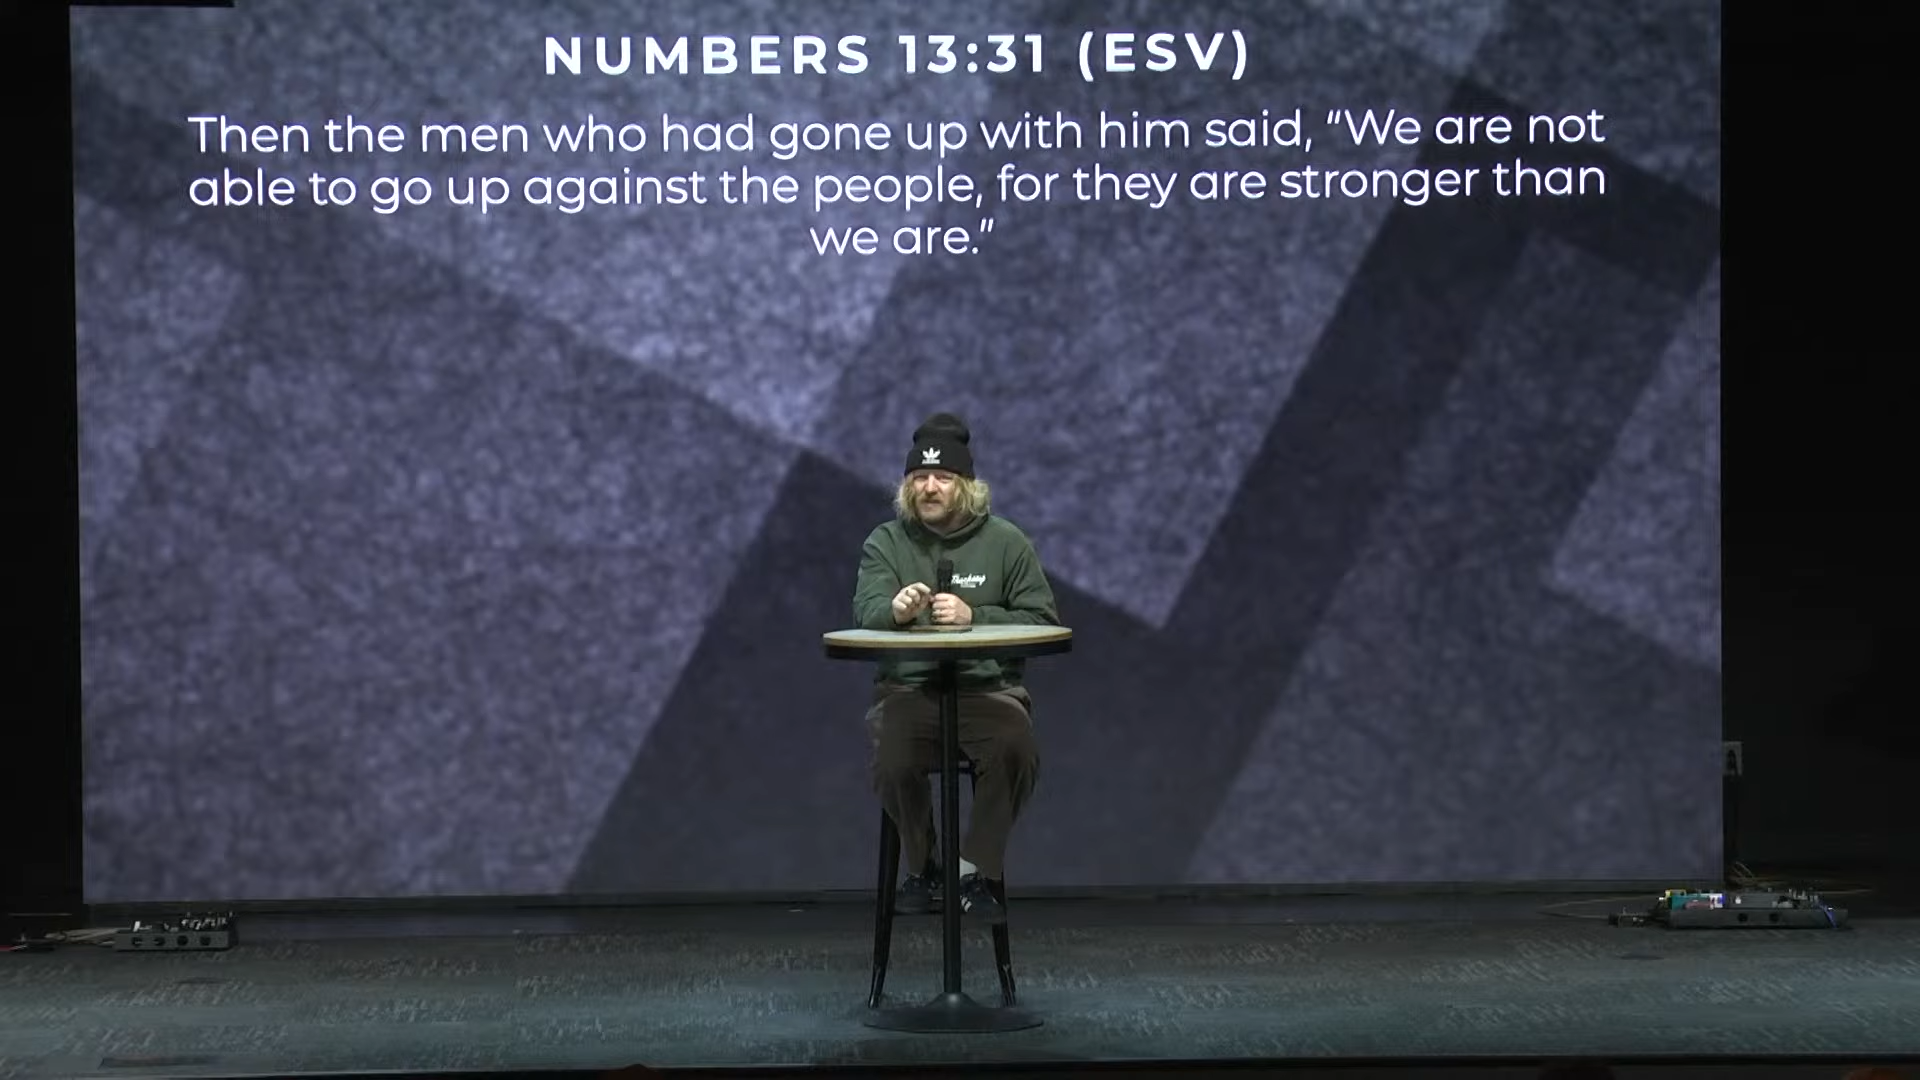 NUMBERS 13:31 (ESV)
Then the men who had gone up with him said, “We are not
able to go up against the people, for they are stronger than
we are.”